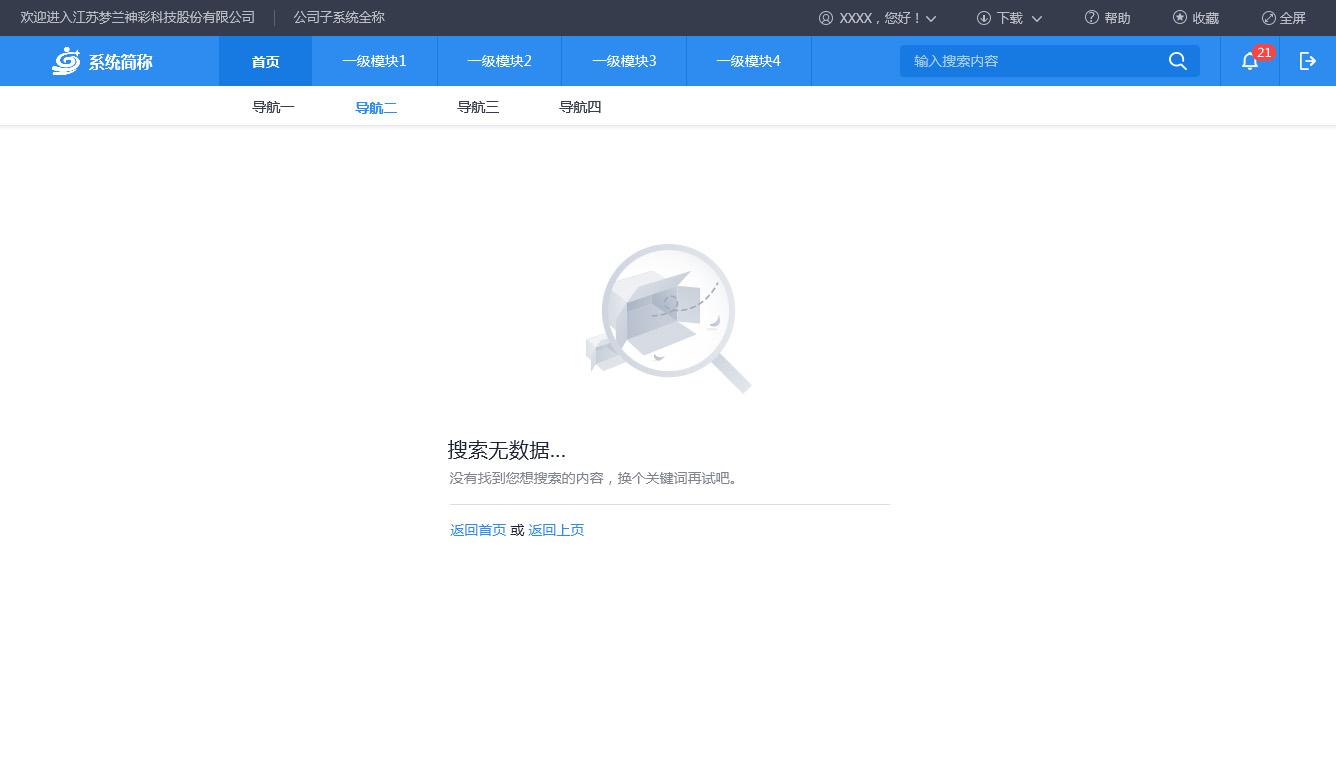 欢迎进入江苏梦兰神彩科技股份有限公司 公司子系统全称 XXXX，您好！ 下载 帮助 收藏 全屏
系统简称 首页 一级模块1 一级模块2 一级模块3 一级模块4 输入搜索内容 21
导航一 导航二 导航三 导航四
搜索无数据...
没有找到您想搜索的内容，换个关键词再试吧。
返回首页 或 返回上页